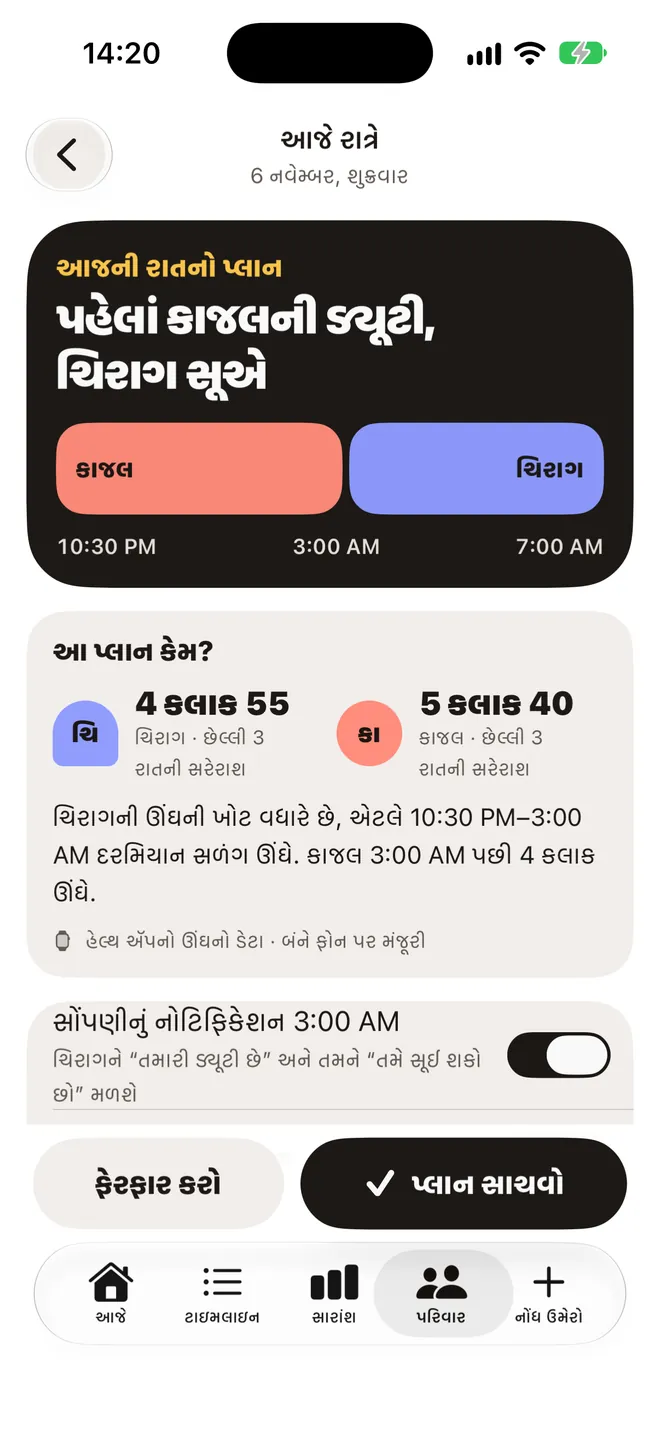 14:20
આજે રાત્રે
6 નવેમ્બર, શુક્રવાર
આજની રાતનો પ્લાન
પહેલાં કાજલની ડ્યૂટી,
ચિરાગ સૂએ
કાજલ
ચિરાગ
10:30 PM
3:00 AM
7:00 AM
આ પ્લાન કેમ?
ચિ
4 કલાક 55
ચિરાગ · છેલ્લી 3
રાતની સરેરાશ
કા
5 કલાક 40
કાજલ · છેલ્લી 3
રાતની સરેરાશ
ચિરાગની ઊંઘની ખોટ વધારે છે, એટલે 10:30 PM–3:00
AM દરમિયાન સળંગ ઊંઘે. કાજલ 3:00 AM પછી 4 કલાક
ઊંઘે.
હેલ્થ ઍપનો ઊંઘનો ડેટા · બંને ફોન પર મંજૂરી
સોંપણીનું નોટિફિકેશન 3:00 AM
ચિરાગને “તમારી ડ્યૂટી છે” અને તમને “તમે સૂઈ શકો
છો” મળશે
ફેરફાર કરો
પ્લાન સાચવો
આજે
ટાઇમલાઇન
સારાંશ
પરિવાર
નોંધ ઉમેરો